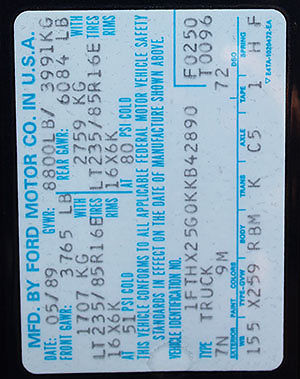 MFD. BY FORD MOTOR CO. IN U.S.A.
DATE: 05/89 GVWR: 8800LB/ 3991KG
FRONT GAWR: 3765 LB REAR GAWR: 6084 LB
1707 KG WITH 2759 KG WITH
LT235/85R16E TIRES LT235/85R16E TIRES
16X6K RIMS 16X6K RIMS
AT 51 PSI COLD AT 80 PSI COLD
THIS VEHICLE CONFORMS TO ALL APPLICABLE FEDERAL MOTOR VEHICLE SAFETY
STANDARDS IN EFFECT ON THE DATE OF MANUFACTURE SHOWN ABOVE.
VEHICLE IDENTIFICATION NO.
1FTHX25G0KKB42890 F0250
TYPE TRUCK T0096
7N 9M 72
EXTERIOR PAINT COLORS DSO
WB TYPE-GVW BODY TRANS AXLE TAPE SPRING
155 X259 RBM K C5 1 H F